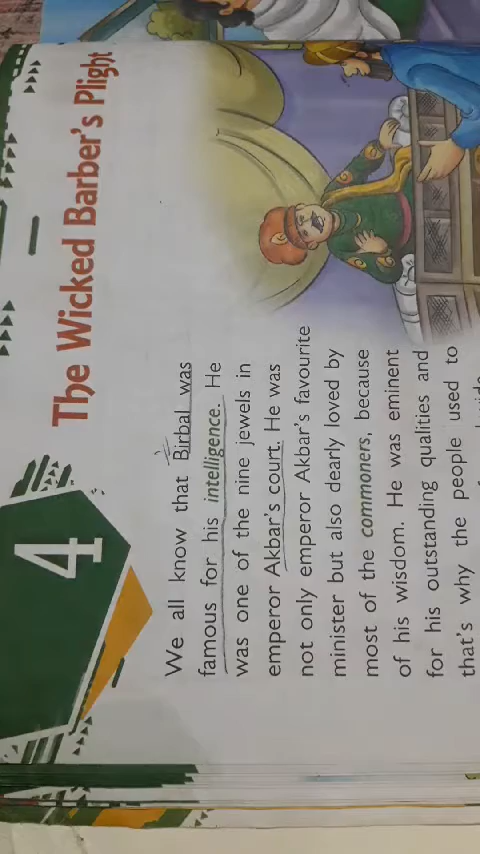 4
The Wicked Barber's Plight
We all know that Birbal was
famous for his intelligence. He
was one of the nine jewels in
emperor Akbar's court. He was
not only emperor Akbar's favourite
minister but also dearly loved by
most of the commoners, because
of his wisdom. He was eminent
for his outstanding qualities and
that's why the people used to